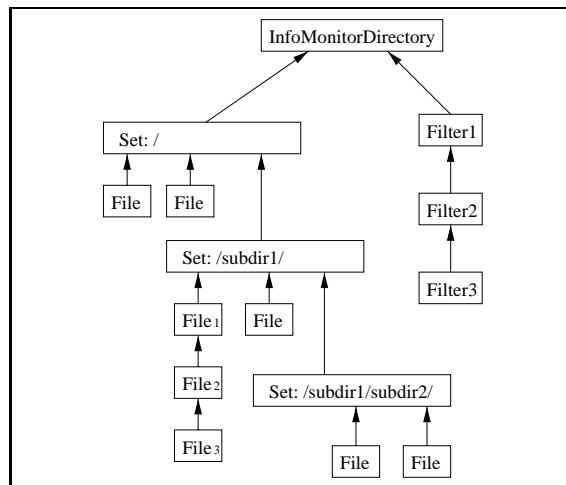 InfoMonitorDirectory
Set: /
Filter1
File
File
Filter2
Set: /subdir1/
Filter3
File1
File
File2
Set: /subdir1/subdir2/
File3
File
File